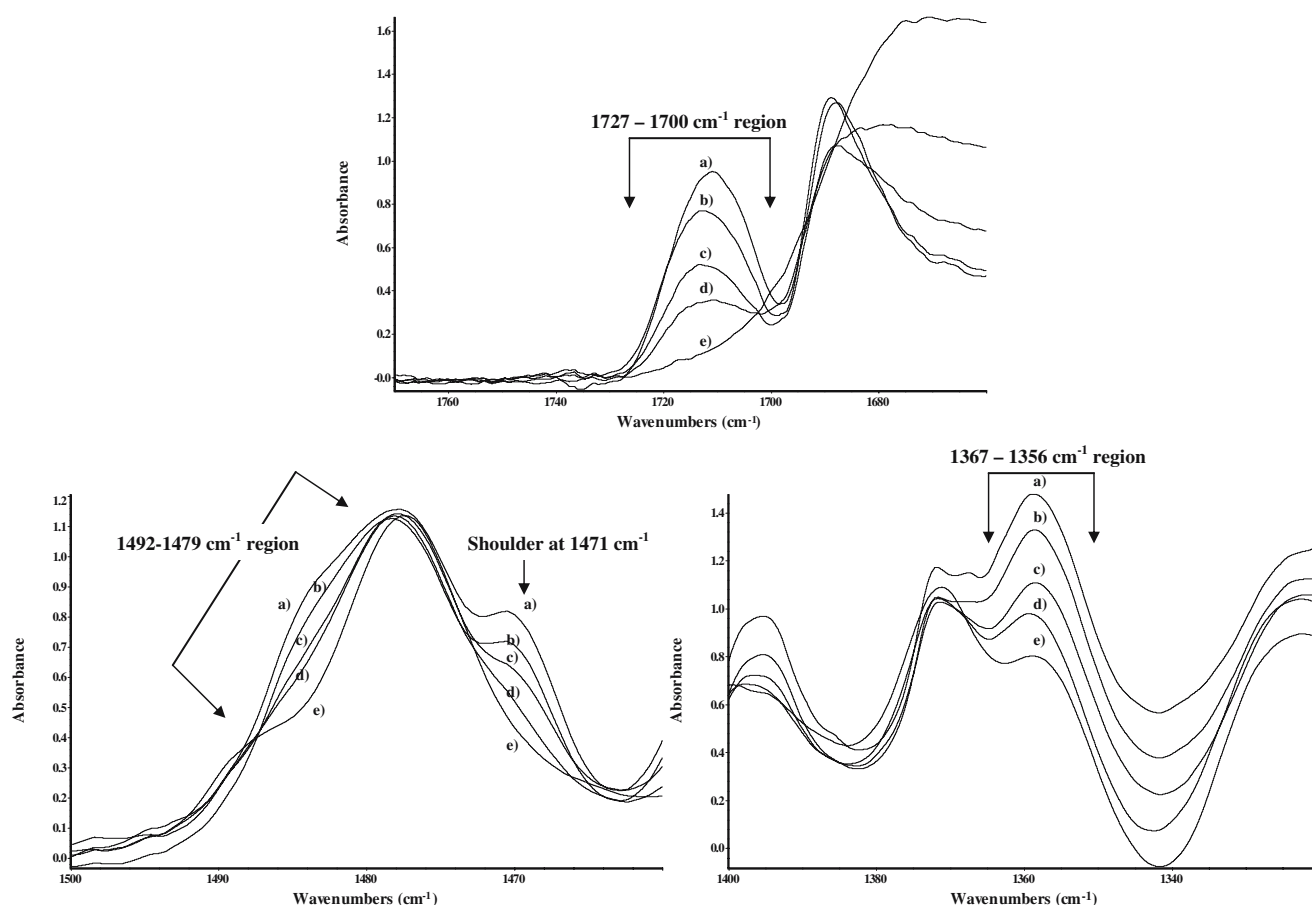 1.6
1.4
1.2
1.0
0.8
0.6
0.4
0.2
-0.0
Absorbance
1727 – 1700 cm-1 region
a)
b)
c)
d)
e)
1760
1740
1720
1700
1680
Wavenumbers (cm-1)
1.2
1.1
1.0
0.9
0.8
0.7
0.6
0.5
0.4
0.3
0.2
0.1
0.0
Absorbance
1492-1479 cm-1 region
Shoulder at 1471 cm-1
a)
b)
c)
d)
e)
a)
b)
c)
d)
e)
1500
1490
1480
1470
Wavenumbers (cm-1)
1367 – 1356 cm-1 region
1.4
1.2
1.0
0.8
0.6
0.4
0.2
0.0
Absorbance
a)
b)
c)
d)
e)
1400
1380
1360
1340
Wavenumbers (cm-1)